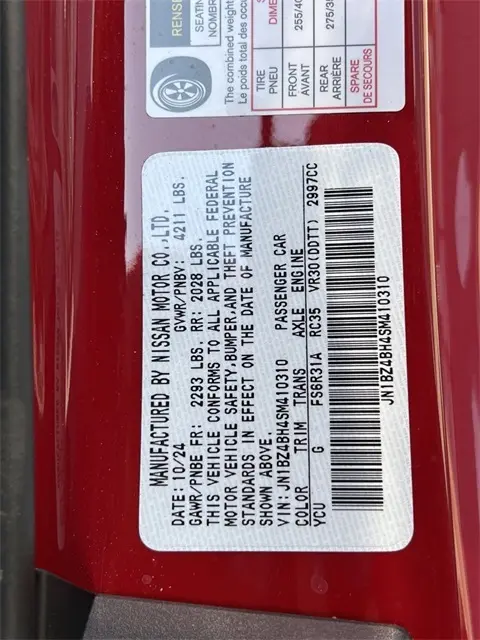 RENSEI
SEATIN
NOMBR
The combined weight
Le poids total des occ
TIRE
PNEU
DIME
FRONT
AVANT
255/40
REAR
ARRIÈRE
275/35
SPARE
DE SECOURS
MANUFACTURED BY NISSAN MOTOR CO.,LTD.
DATE: 10/24 GVWR/PNBV: 4211 LBS.
GAWR/PNBE FR: 2293 LBS. RR: 2028 LBS.
THIS VEHICLE CONFORMS TO ALL APPLICABLE FEDERAL
MOTOR VEHICLE SAFETY,BUMPER,AND THEFT PREVENTION
STANDARDS IN EFFECT ON THE DATE OF MANUFACTURE
SHOWN ABOVE.
VIN: JN1BZ4BH4SM410310 PASSENGER CAR
COLOR TRIM TRANS AXLE ENGINE
YCU G FS6R31A RC35 VR30(DDTT) 2997CC
JN1BZ4BH4SM410310